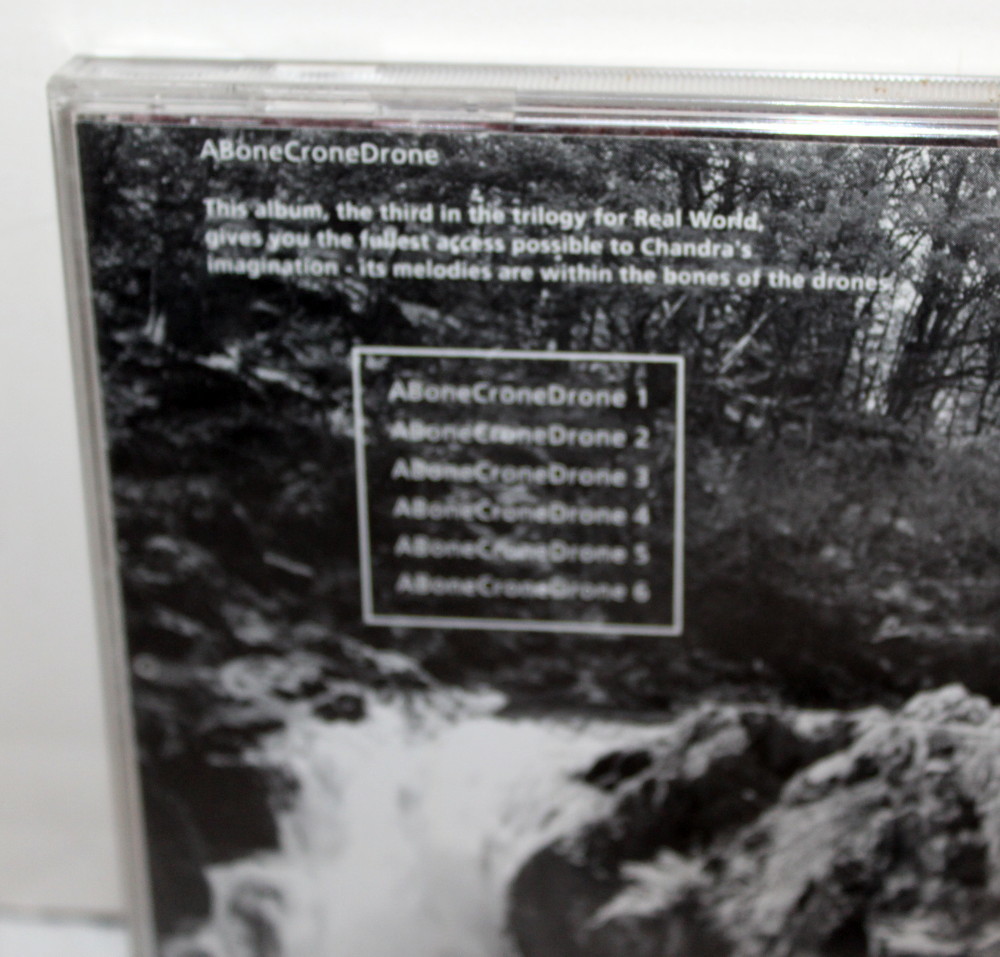 ABoneCroneDrone
This album, the third in the trilogy for Real World,
gives you the fullest access possible to Chandra's
imagination - its melodies are within the bones of the drones.
ABoneCroneDrone 1
ABoneCroneDrone 2
ABoneCroneDrone 3
ABoneCroneDrone 4
ABoneCroneDrone 5
ABoneCroneDrone 6